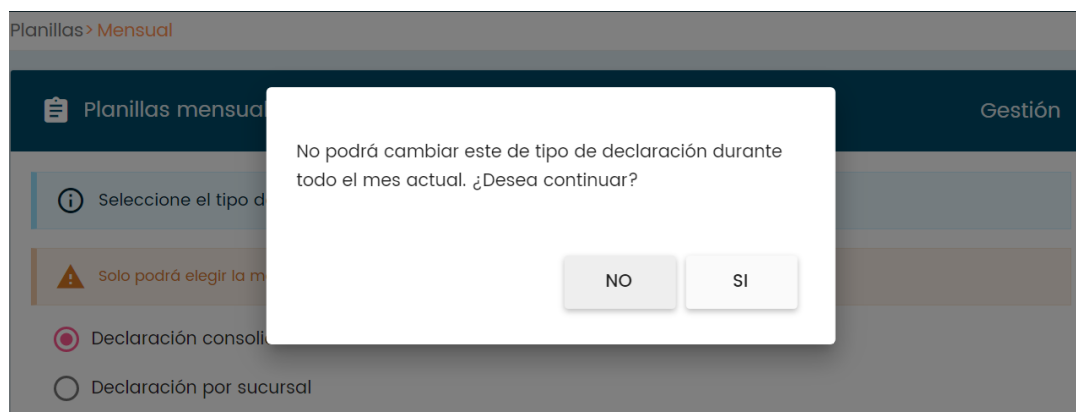 Planillas > Mensual
Planillas mensual
Gestión
No podrá cambiar este de tipo de declaración durante
todo el mes actual. ¿Desea continuar?
NO
SI
Seleccione el tipo d
Solo podrá elegir la m
Declaración consoli
Declaración por sucursal